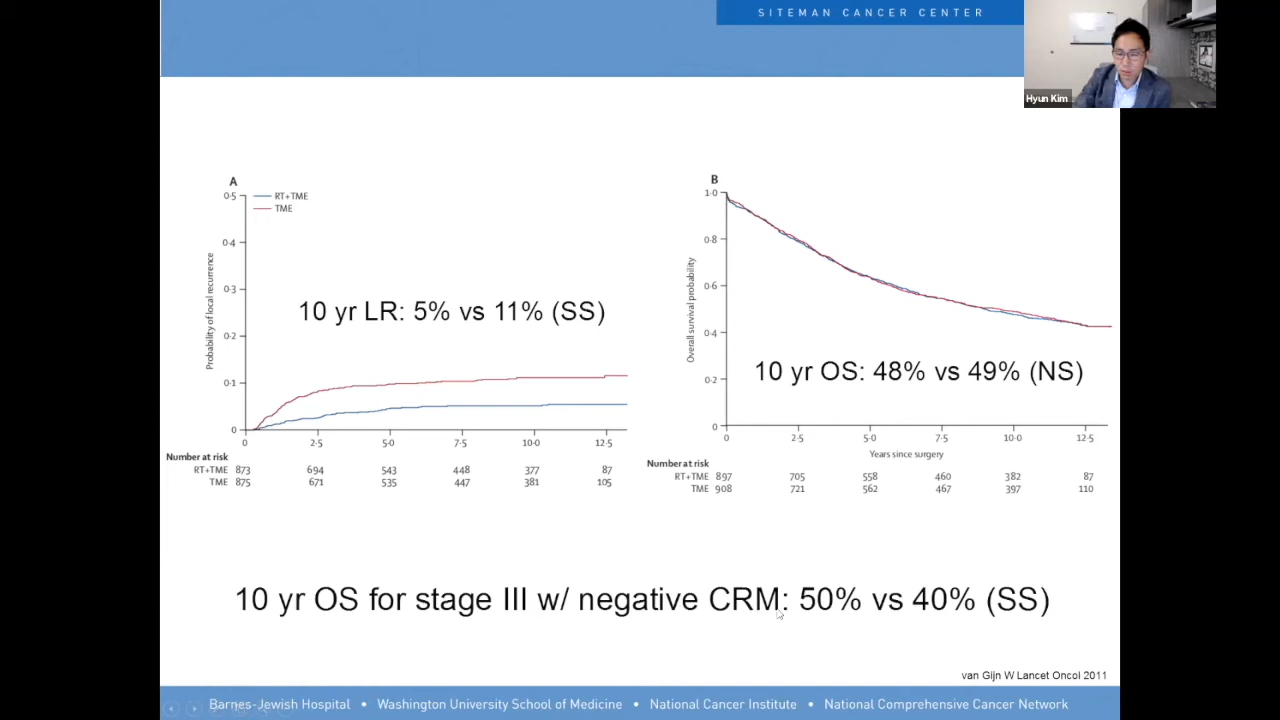 SITEMAN CANCER CENTER
Hyun Kim
A
0·5
RT+TME
TME
0·4
0·3
0·2
0·1
0
Probability of local recurrence
10 yr LR: 5% vs 11% (SS)
0 2·5 5·0 7·5 10·0 12·5
Number at risk
RT+TME 873 694 543 448 377 87
TME 875 671 535 447 381 105
B
1·0
0·8
0·6
0·4
0·2
0
Overall survival probability
10 yr OS: 48% vs 49% (NS)
0 2·5 5·0 7·5 10·0 12·5
Years since surgery
Number at risk
RT+TME 897 705 558 460 382 87
TME 908 721 562 467 397 110
10 yr OS for stage III w/ negative CRM: 50% vs 40% (SS)
van Gijn W Lancet Oncol 2011
Barnes-Jewish Hospital • Washington University School of Medicine • National Cancer Institute • National Comprehensive Cancer Network